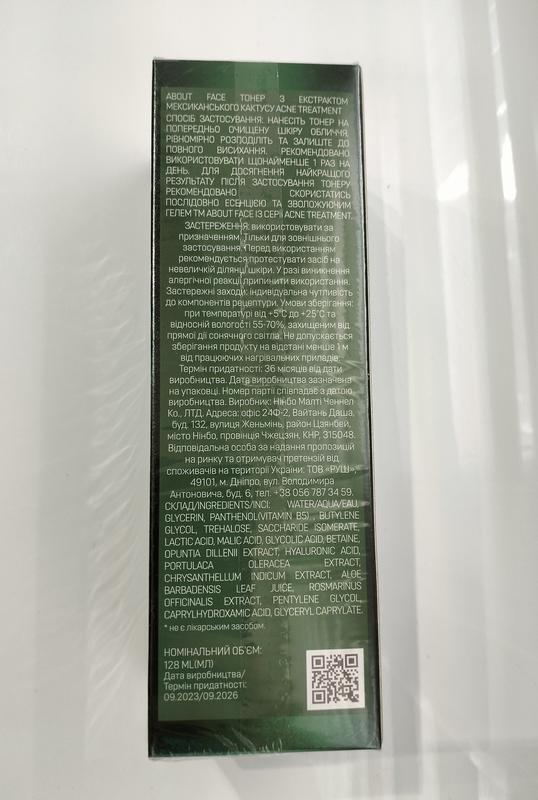 ABOUT FACE ТОНЕР З ЕКСТРАКТОМ
МЕКСИКАНСЬКОГО КАКТУСУ ACNE TREATMENT
СПОСІБ ЗАСТОСУВАННЯ: НАНЕСІТЬ ТОНЕР НА
ПОПЕРЕДНЬО ОЧИЩЕНУ ШКІРУ ОБЛИЧЧЯ,
РІВНОМІРНО РОЗПОДІЛІТЬ ТА ЗАЛИШТЕ ДО
ПОВНОГО ВИСИХАННЯ. РЕКОМЕНДОВАНО
ВИКОРИСТОВУВАТИ ЩОНАЙМЕНШЕ 1 РАЗ НА
ДЕНЬ. ДЛЯ ДОСЯГНЕННЯ НАЙКРАЩОГО
РЕЗУЛЬТАТУ ПІСЛЯ ЗАСТОСУВАННЯ ТОНЕРУ
РЕКОМЕНДОВАНО СКОРИСТАТИСЬ
ПОСЛІДОВНО ЕСЕНЦІЄЮ ТА ЗВОЛОЖУЮЧИМ
ГЕЛЕМ ТМ ABOUT FACE ІЗ СЕРІЇ ACNE TREATMENT.
ЗАСТЕРЕЖЕННЯ: використовувати за
призначенням. Тільки для зовнішнього
застосування. Перед використанням
рекомендується протестувати засіб на
невеличкій ділянці шкіри. У разі виникнення
алергічної реакції припинити використання.
Застережні заходи: індивідуальна чутливість
до компонентів рецептури. Умови зберігання:
при температурі від +5°С до +25°С та
відносній вологості 55-70%, захищеним від
прямої дії сонячного світла. Не допускається
зберігання продукту на відстані менше 1 м
від працюючих нагрівальних приладів.
Термін придатності: 36 місяців від дати
виробництва. Дата виробництва зазначена
на упаковці. Номер партії співпадає з датою
виробництва. Виробник: Нінбо Малті Ченнел
Ко., ЛТД. Адреса: офіс 24Ф-2, Вайтань Даша,
буд. 132, вулиця Женьмінь, район Цзянбей,
місто Нінбо, провінція Чжецзян, КНР, 315048.
Відповідальна особа за надання пропозицій
на ринку та отримувач претензій від
споживачів на території України: ТОВ «РУШ»,
49101, м. Дніпро, вул. Володимира
Антоновича, буд. 6, тел. +38 056 787 34 59.
СКЛАД/INGREDIENTS/INCI: WATER/AQUA/EAU,
GLYCERIN, PANTHENOL(VITAMIN B5) , BUTYLENE
GLYCOL, TREHALOSE, SACCHARIDE ISOMERATE,
LACTIC ACID, MALIC ACID, GLYCOLIC ACID, BETAINE,
OPUNTIA DILLENII EXTRACT, HYALURONIC ACID,
PORTULACA OLERACEA EXTRACT,
CHRYSANTHELLUM INDICUM EXTRACT, ALOE
BARBADENSIS LEAF JUICE, ROSMARINUS
OFFICINALIS EXTRACT, PENTYLENE GLYCOL,
CAPRYLHYDROXAMIC ACID, GLYCERYL CAPRYLATE.
* не є лікарським засобом.
НОМІНАЛЬНИЙ ОБ'ЄМ:
128 ML(МЛ)
Дата виробництва/
Термін придатності:
09.2023/09.2026